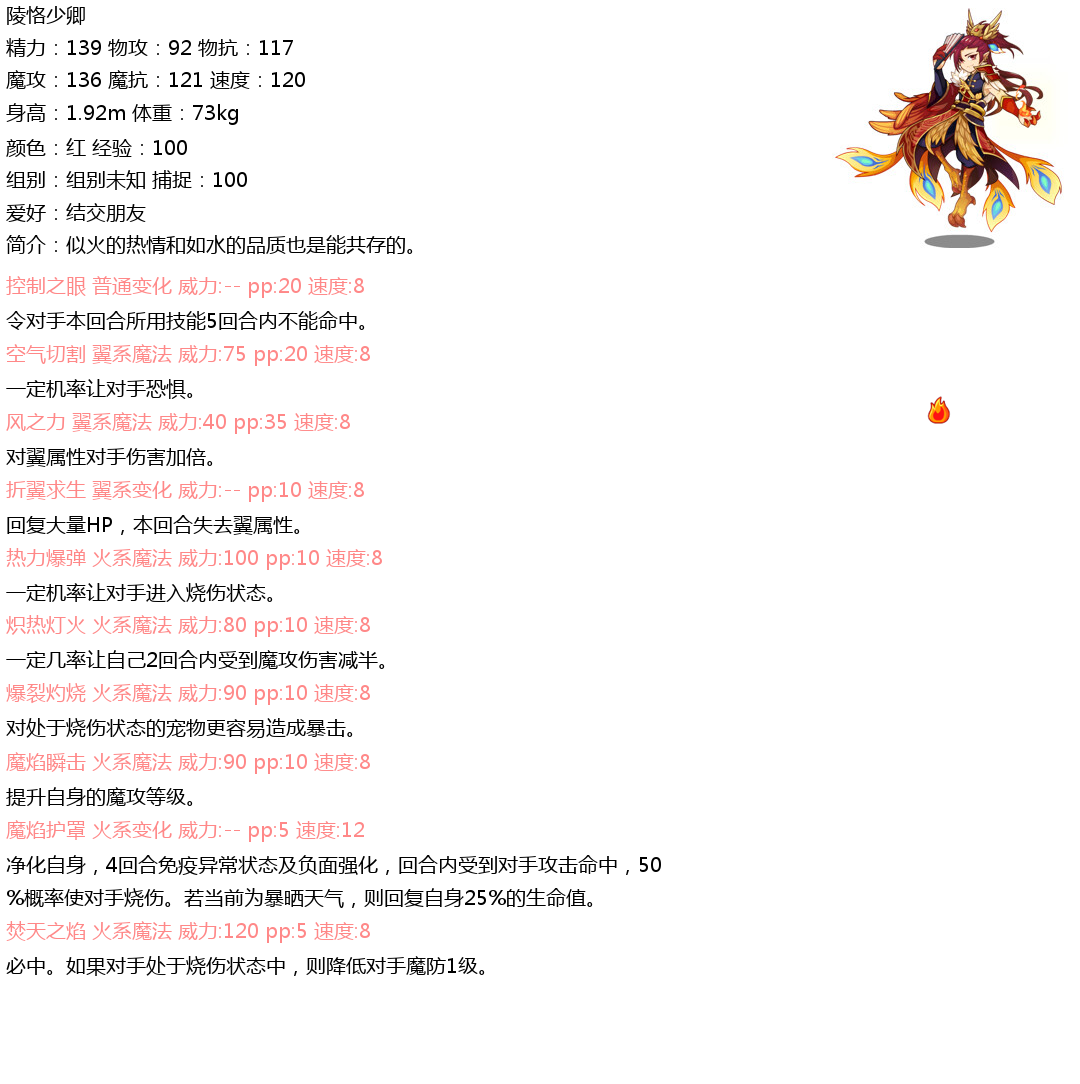 陵恪少卿
精力：139 物攻：92 物抗：117
魔攻：136 魔抗：121 速度：120
身高：1.92m 体重：73kg
颜色：红 经验：100
组别：组别未知 捕捉：100
爱好：结交朋友
简介：似火的热情和如水的品质也是能共存的。
控制之眼 普通变化 威力:-- pp:20 速度:8
令对手本回合所用技能5回合内不能命中。
空气切割 翼系魔法 威力:75 pp:20 速度:8
一定机率让对手恐惧。
风之力 翼系魔法 威力:40 pp:35 速度:8
对翼属性对手伤害加倍。
折翼求生 翼系变化 威力:-- pp:10 速度:8
回复大量HP，本回合失去翼属性。
热力爆弹 火系魔法 威力:100 pp:10 速度:8
一定机率让对手进入烧伤状态。
炽热灯火 火系魔法 威力:80 pp:10 速度:8
一定几率让自己2回合内受到魔攻伤害减半。
爆裂灼烧 火系魔法 威力:90 pp:10 速度:8
对处于烧伤状态的宠物更容易造成暴击。
魔焰瞬击 火系魔法 威力:90 pp:10 速度:8
提升自身的魔攻等级。
魔焰护罩 火系变化 威力:-- pp:5 速度:12
净化自身，4回合免疫异常状态及负面强化，回合内受到对手攻击命中，50
%概率使对手烧伤。若当前为暴晒天气，则回复自身25%的生命值。
焚天之焰 火系魔法 威力:120 pp:5 速度:8
必中。如果对手处于烧伤状态中，则降低对手魔防1级。